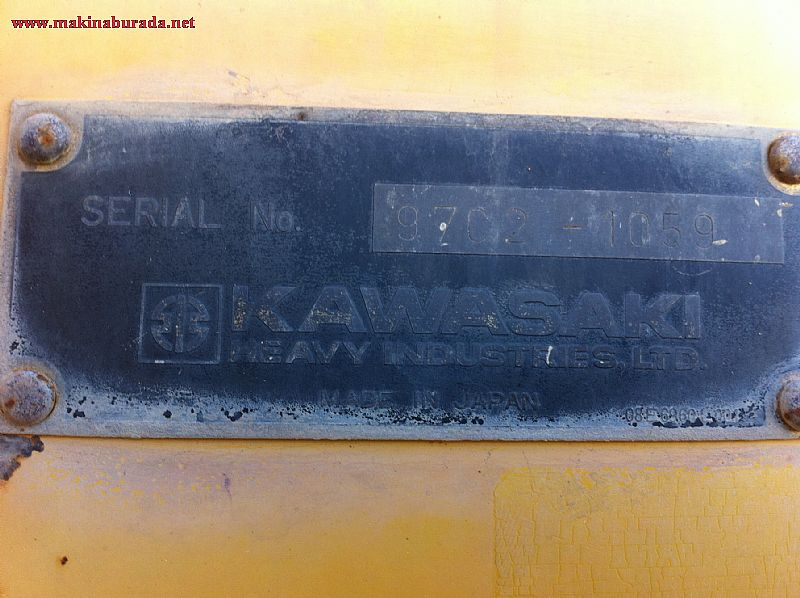 www.makinaburada.net
SERIAL No. 97C2-1059
KAWASAKI
HEAVY INDUSTRIES, LTD.
MADE IN JAPAN